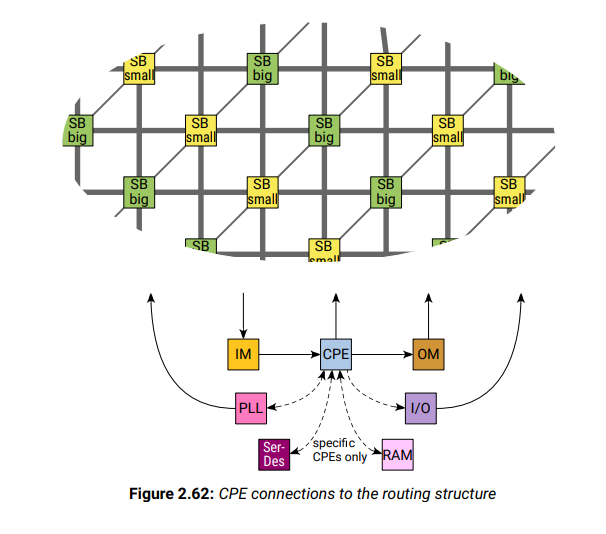 SB
small
SB
big
SB
small
SB
big
SB
big
SB
small
SB
big
SB
small
SB
big
SB
small
SB
big
SB
small
SB
SB
small
SB
IM
CPE
OM
PLL
I/O
Ser-
Des
specific
CPEs only
RAM
Figure 2.62: CPE connections to the routing structure